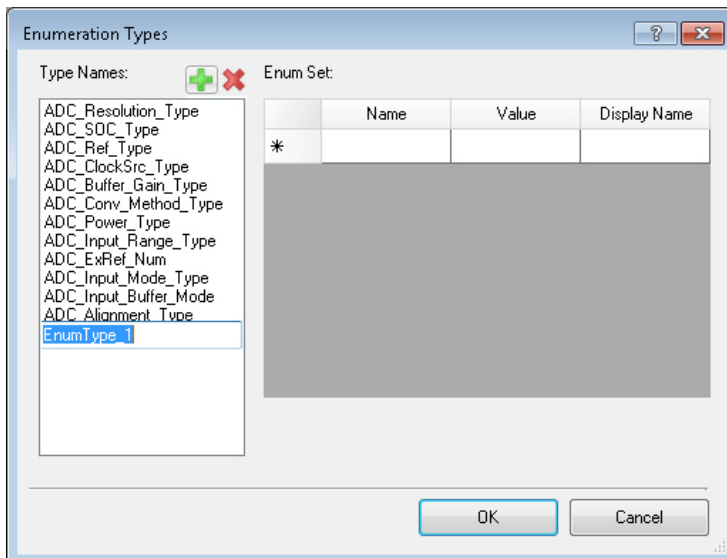 Enumeration Types
Type Names:
Enum Set:
ADC_Resolution_Type
ADC_SOC_Type
ADC_Ref_Type
ADC_ClockSrc_Type
ADC_Buffer_Gain_Type
ADC_Conv_Method_Type
ADC_Power_Type
ADC_Input_Range_Type
ADC_ExRef_Num
ADC_Input_Mode_Type
ADC_Input_Buffer_Mode
ADC_Alignment_Type
EnumType_1
Name Value Display Name
OK Cancel